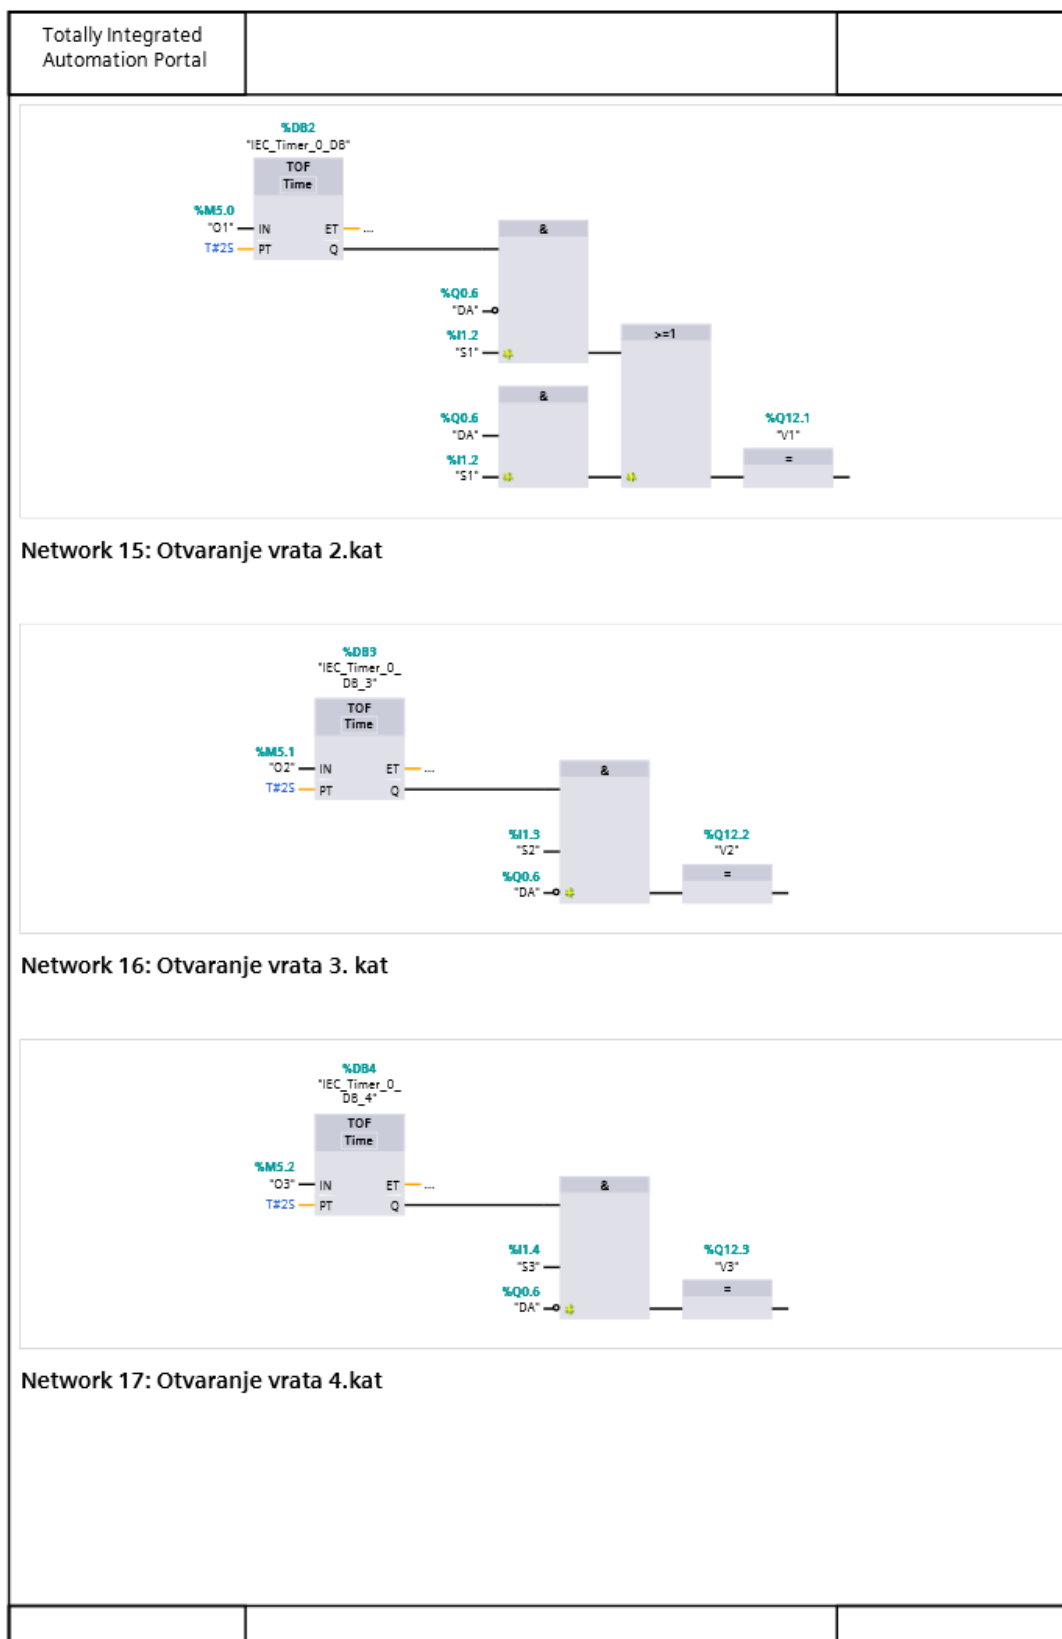 Totally Integrated
Automation Portal
%DB2
"IEC_Timer_0_DB"
TOF
Time
%M5.0
"O1"
IN
ET
...
T#2S
PT
Q
&
%Q0.6
"DA"
%I1.2
"S1"
>=1
&
%Q0.6
"DA"
%I1.2
"S1"
%Q12.1
"V1"
=
Network 15: Otvaranje vrata 2.kat
%DB3
"IEC_Timer_0_
DB_3"
TOF
Time
%M5.1
"O2"
IN
ET
...
T#2S
PT
Q
&
%I1.3
"S2"
%Q0.6
"DA"
%Q12.2
"V2"
=
Network 16: Otvaranje vrata 3. kat
%DB4
"IEC_Timer_0_
DB_4"
TOF
Time
%M5.2
"O3"
IN
ET
...
T#2S
PT
Q
&
%I1.4
"S3"
%Q0.6
"DA"
%Q12.3
"V3"
=
Network 17: Otvaranje vrata 4.kat